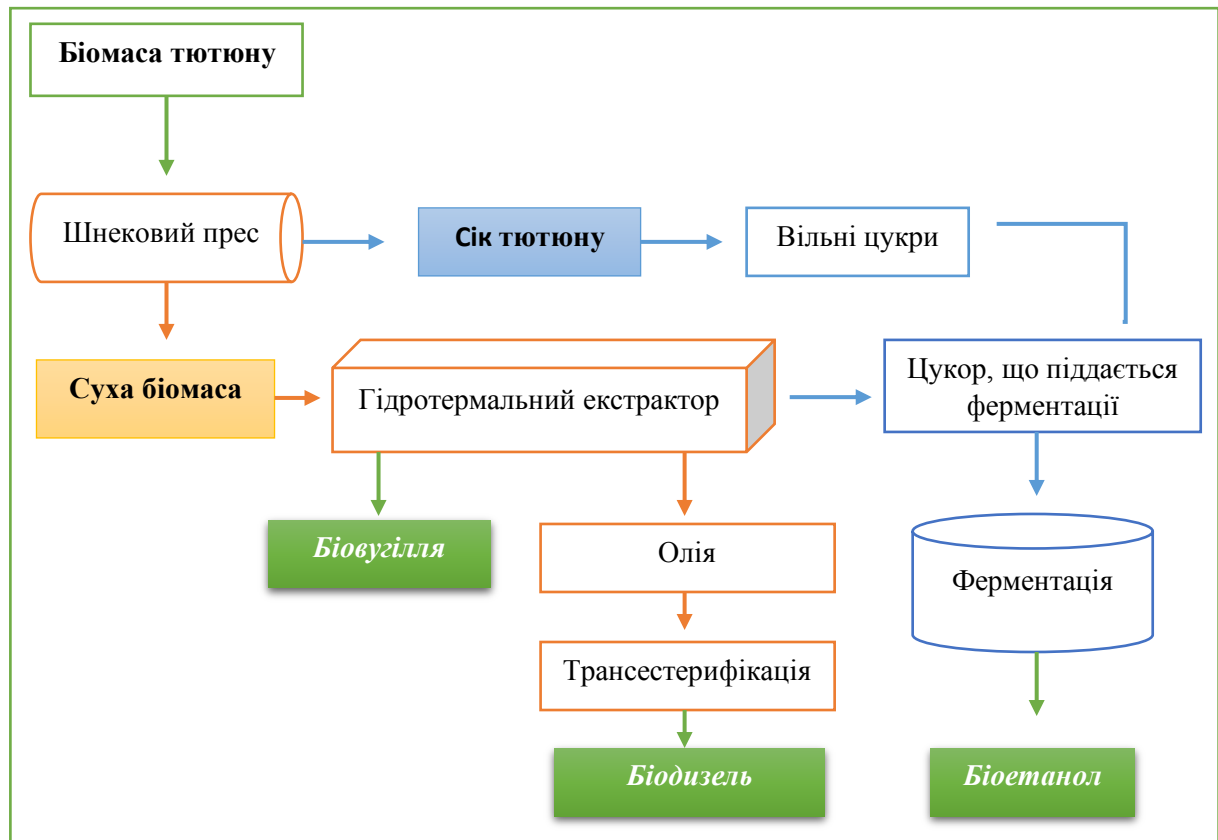 Біомаса тютюну
Шнековий прес
Сік тютюну
Вільні цукри
Суха біомаса
Гідротермальний екстрактор
Цукор, що піддається
ферментації
Біовугілля
Олія
Ферментація
Трансестерифікація
Біодизель
Біоетанол